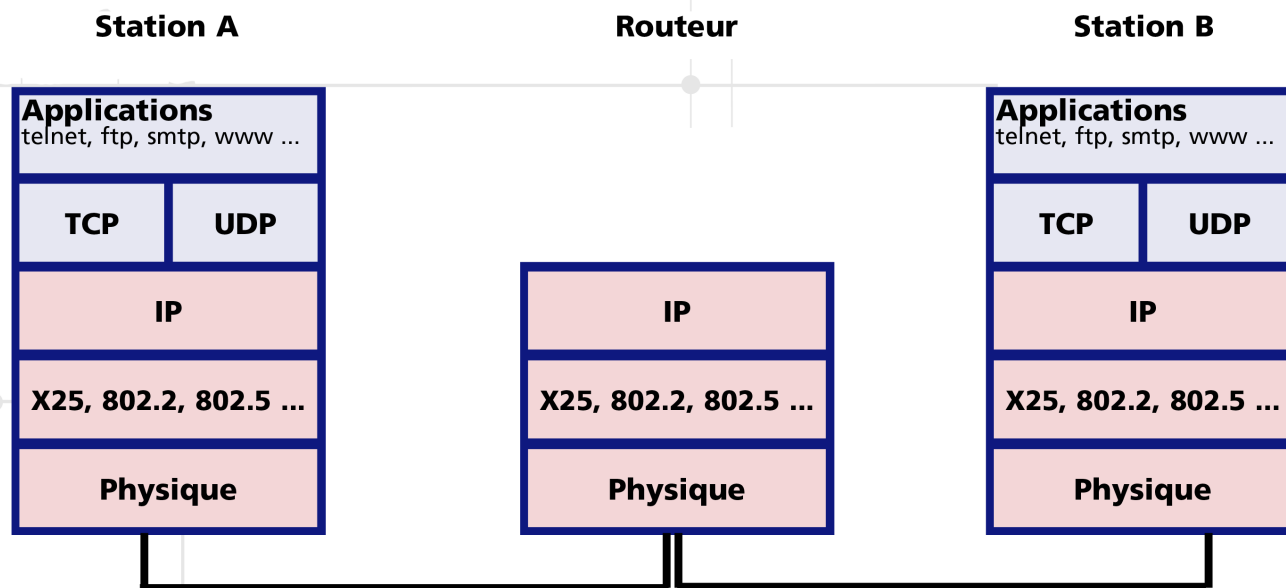 Station A
Routeur
Station B
Applications
telnet, ftp, smtp, www ...
Applications
telnet, ftp, smtp, www ...
TCP
UDP
TCP
UDP
IP
IP
IP
X25, 802.2, 802.5 ...
X25, 802.2, 802.5 ...
X25, 802.2, 802.5 ...
Physique
Physique
Physique